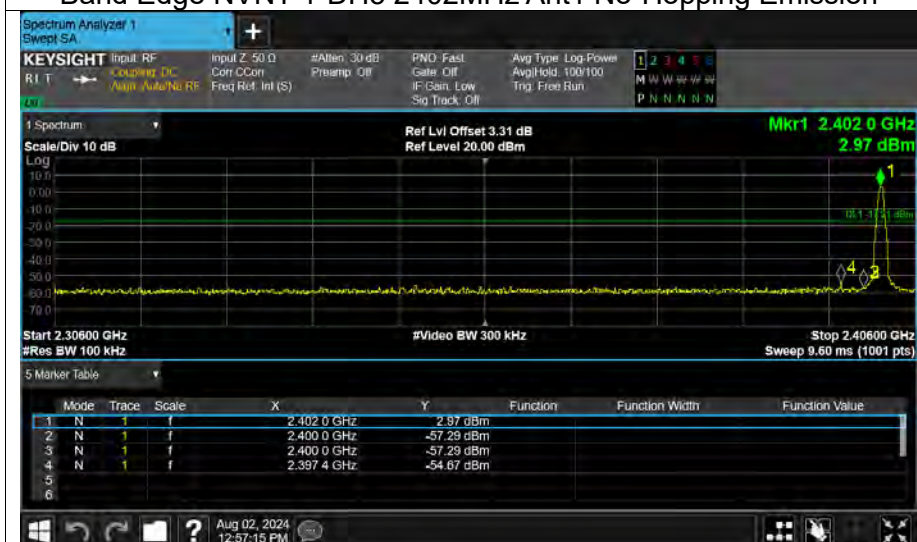 Band Edge NVNT 1-DH5 2402MHz Ant1 No-Hopping Emission
Spectrum Analyzer 1
Swept SA
+
KEYSIGHT Input: RF Input Z: 50 Ω #Atten: 30 dB PNO: Fast Avg Type: Log-Power 1 2 3 4 5 6
RL T Coupling: DC Corr CCorr Preamp: Off Gate: Off Avg|Hold: 100/100 M W W W W W
Align: Auto/No RF Freq Ref: Int (S) IF Gain: Low Trig: Free Run
Sig Track: Off P N N N N N
1 Spectrum
Ref Lvl Offset 3.31 dB Mkr1 2.402 0 GHz
Scale/Div 10 dB Ref Level 20.00 dBm 2.97 dBm
Log
10.0 1
0.00
-10.0
-20.0
-30.0
-40.0
-50.0 4
-60.0
-70.0
Start 2.30600 GHz #Video BW 300 kHz Stop 2.40600 GHz
#Res BW 100 kHz Sweep 9.60 ms (1001 pts)
5 Marker Table
Mode Trace Scale X Y Function Function Width Function Value
1 N 1 f 2.402 0 GHz 2.97 dBm
2 N 1 f 2.400 0 GHz -57.29 dBm
3 N 1 f 2.400 0 GHz -57.29 dBm
4 N 1 f 2.397 4 GHz -54.67 dBm
5
6
? Aug 02, 2024
12:57:15 PM